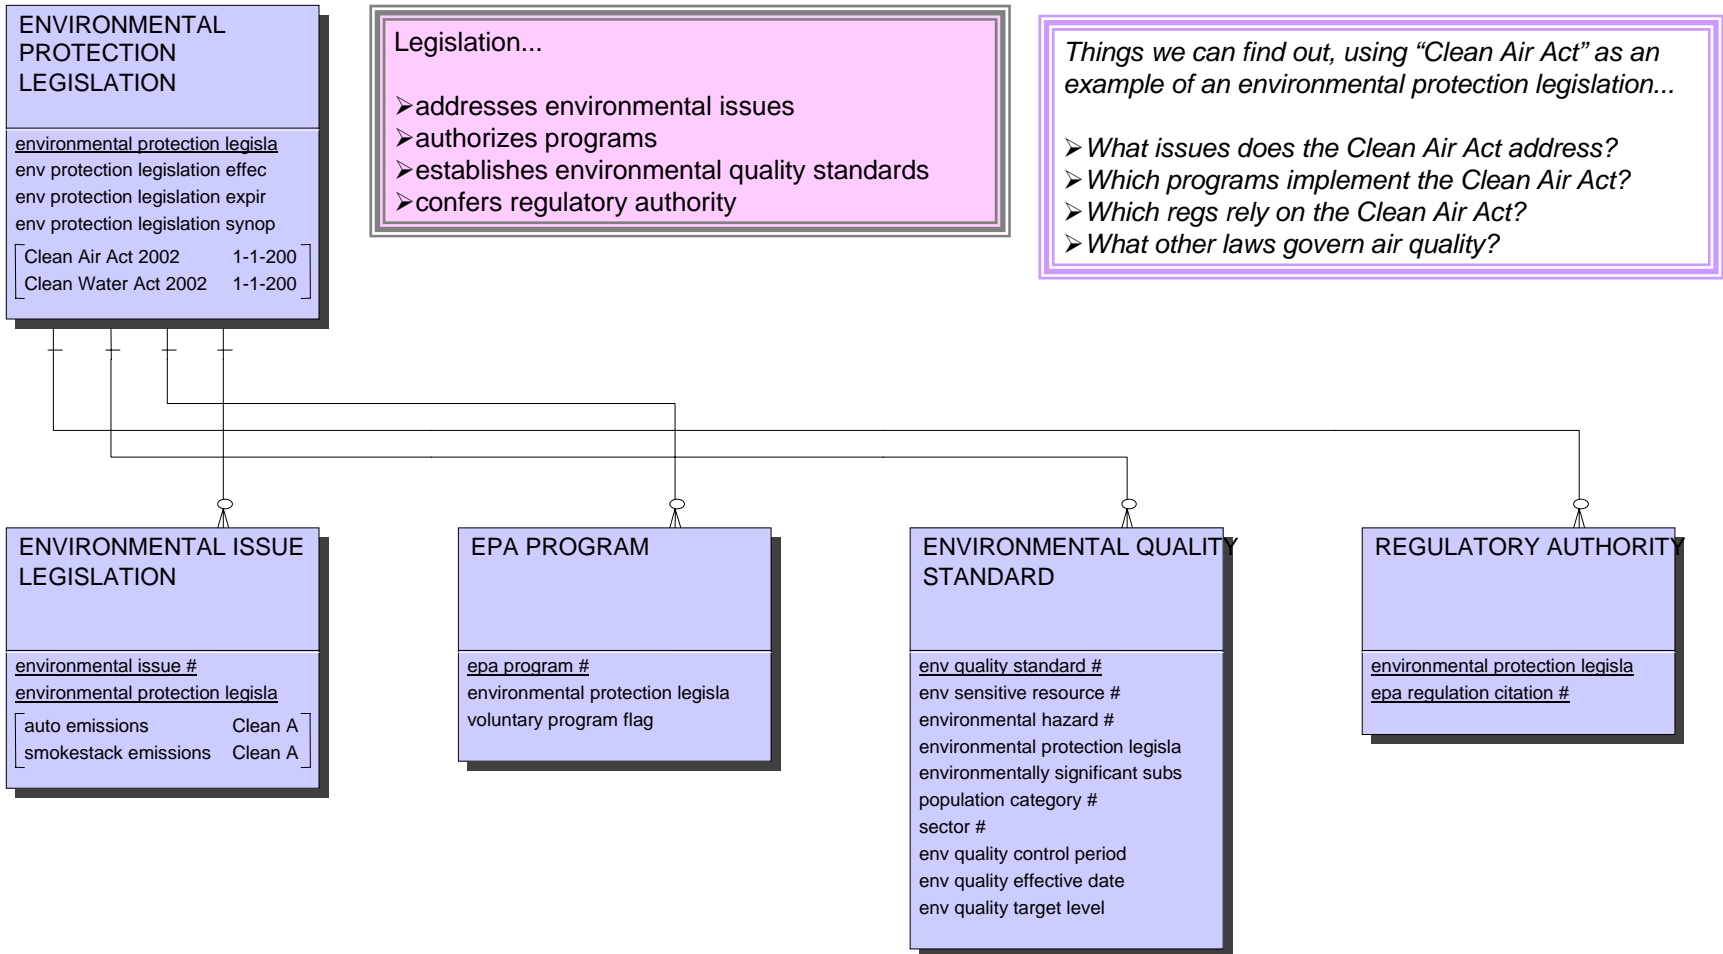 ENVIRONMENTAL
PROTECTION
LEGISLATION
environmental protection legisla
env protection legislation effec
env protection legislation expir
env protection legislation synop
Clean Air Act 2002 1-1-200
Clean Water Act 2002 1-1-200
Legislation...
➢addresses environmental issues
➢authorizes programs
➢establishes environmental quality standards
➢confers regulatory authority
Things we can find out, using “Clean Air Act” as an
example of an environmental protection legislation...
➢What issues does the Clean Air Act address?
➢Which programs implement the Clean Air Act?
➢Which regs rely on the Clean Air Act?
➢What other laws govern air quality?
ENVIRONMENTAL ISSUE
LEGISLATION
environmental issue #
environmental protection legisla
auto emissions Clean A
smokestack emissions Clean A
EPA PROGRAM
epa program #
environmental protection legisla
voluntary program flag
ENVIRONMENTAL QUALITY
STANDARD
env quality standard #
env sensitive resource #
environmental hazard #
environmental protection legisla
environmentally significant subs
population category #
sector #
env quality control period
env quality effective date
env quality target level
REGULATORY AUTHORITY
environmental protection legisla
epa regulation citation #